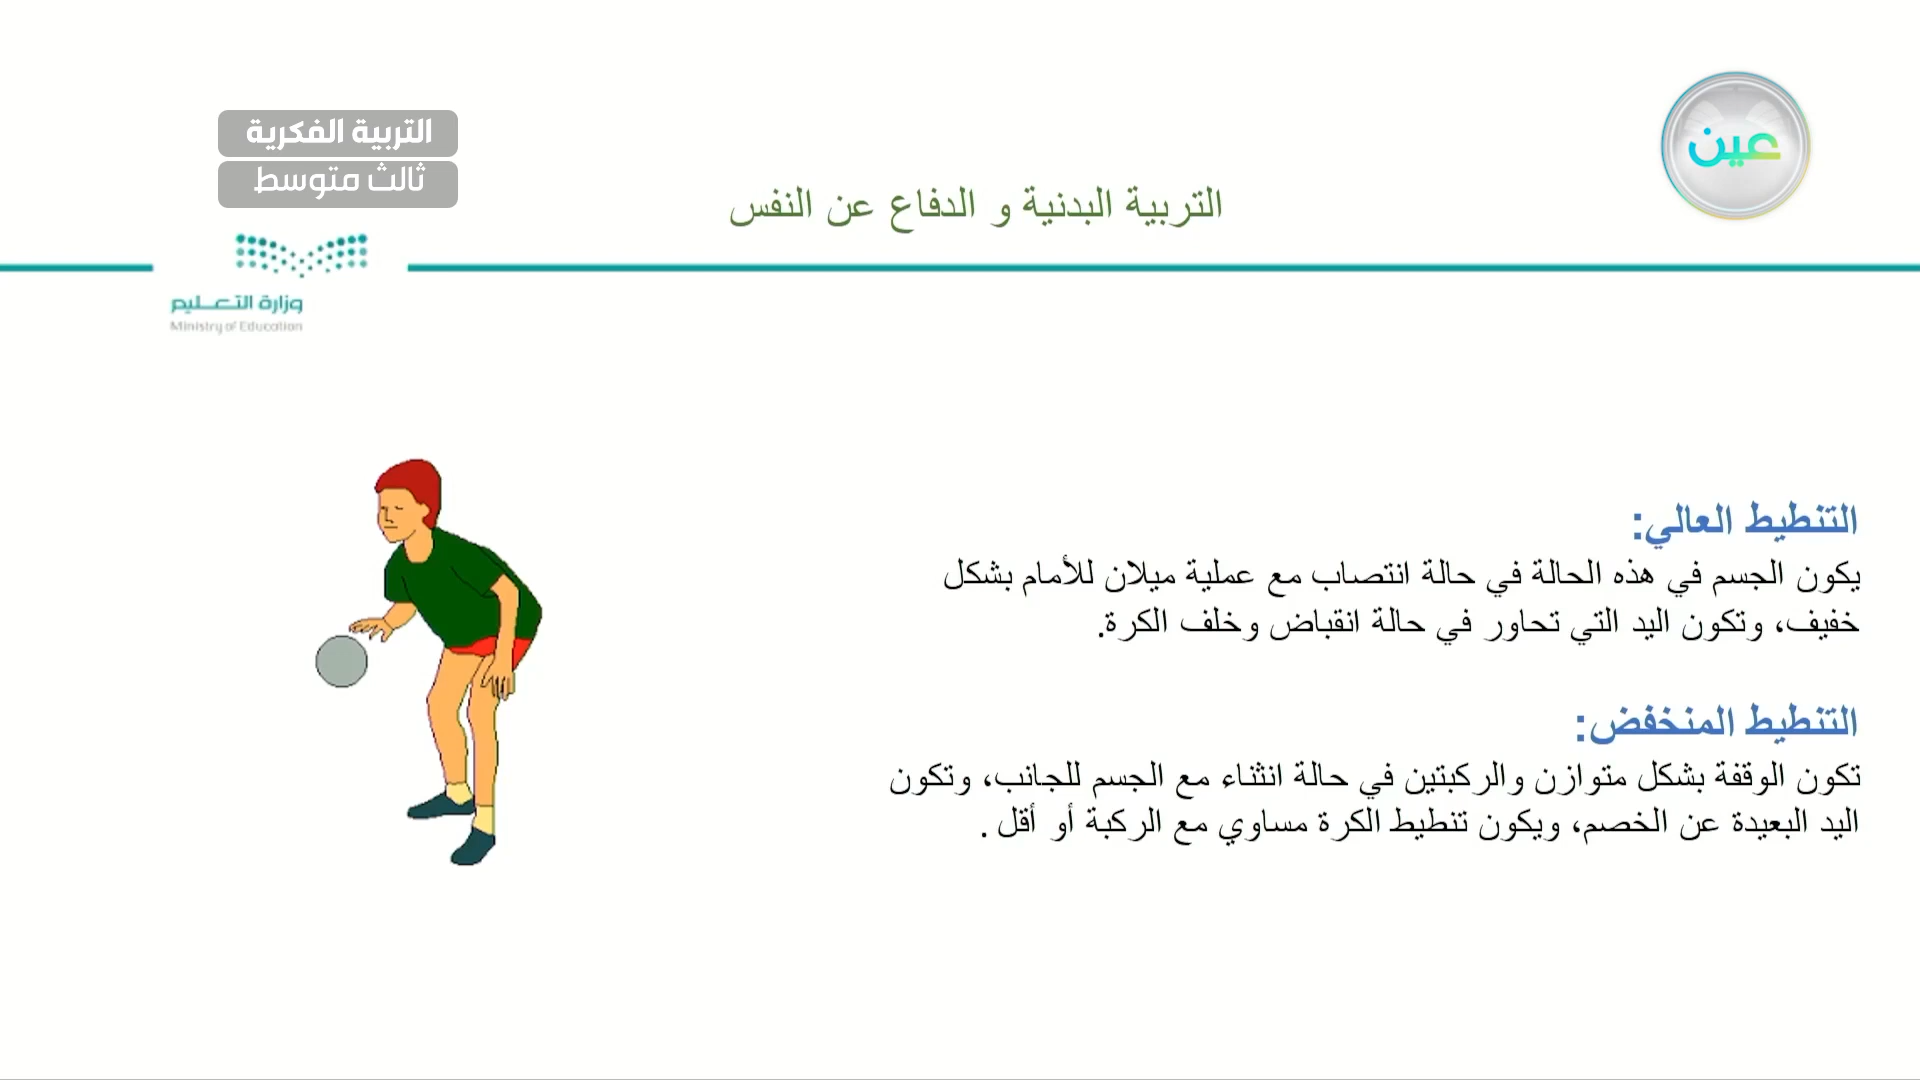 عين
التربية الفكرية
ثالث متوسط
التربية البدنية و الدفاع عن النفس
وزارة التعليم
Ministry of Education
التنطيط العالي:
يكون الجسم في هذه الحالة في حالة انتصاب مع عملية ميلان للأمام بشكل
خفيف، وتكون اليد التي تحاور في حالة انقباض وخلف الكرة.
التنطيط المنخفض:
تكون الوقفة بشكل متوازن والركبتين في حالة انثناء مع الجسم للجانب، وتكون
اليد البعيدة عن الخصم، ويكون تنطيط الكرة مساوي مع الركبة أو أقل .